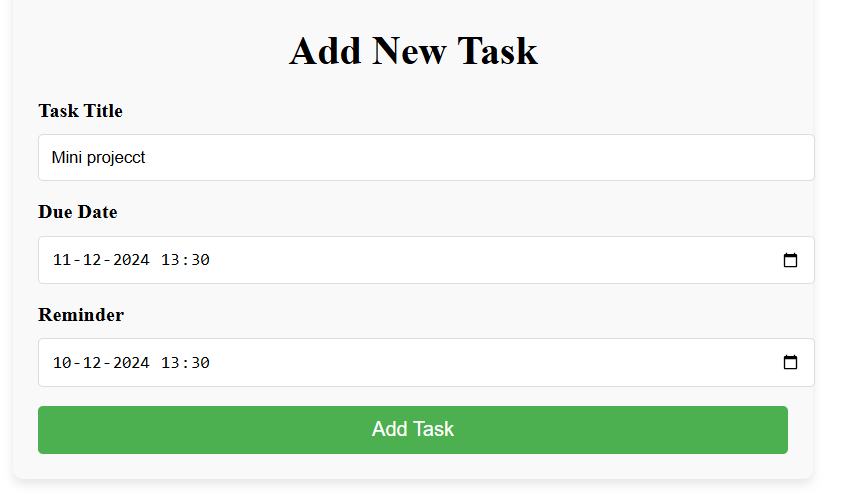 Add New Task
Task Title
Mini projecct
Due Date
11-12-2024 13:30
Reminder
10-12-2024 13:30
Add Task